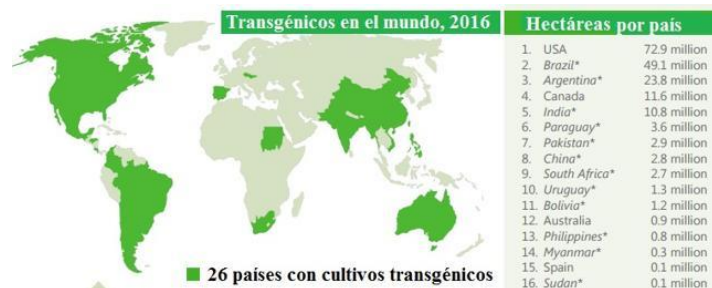 Transgénicos en el mundo, 2016
26 países con cultivos transgénicos
Hectáreas por país
1. USA 72.9 million
2. Brazil* 49.1 million
3. Argentina* 23.8 million
4. Canada 11.6 million
5. India* 10.8 million
6. Paraguay* 3.6 million
7. Pakistan* 2.9 million
8. China* 2.8 million
9. South Africa* 2.7 million
10. Uruguay* 1.3 million
11. Bolivia* 1.2 million
12. Australia 0.9 million
13. Philippines* 0.8 million
14. Myanmar* 0.3 million
15. Spain 0.1 million
16. Sudan* 0.1 million